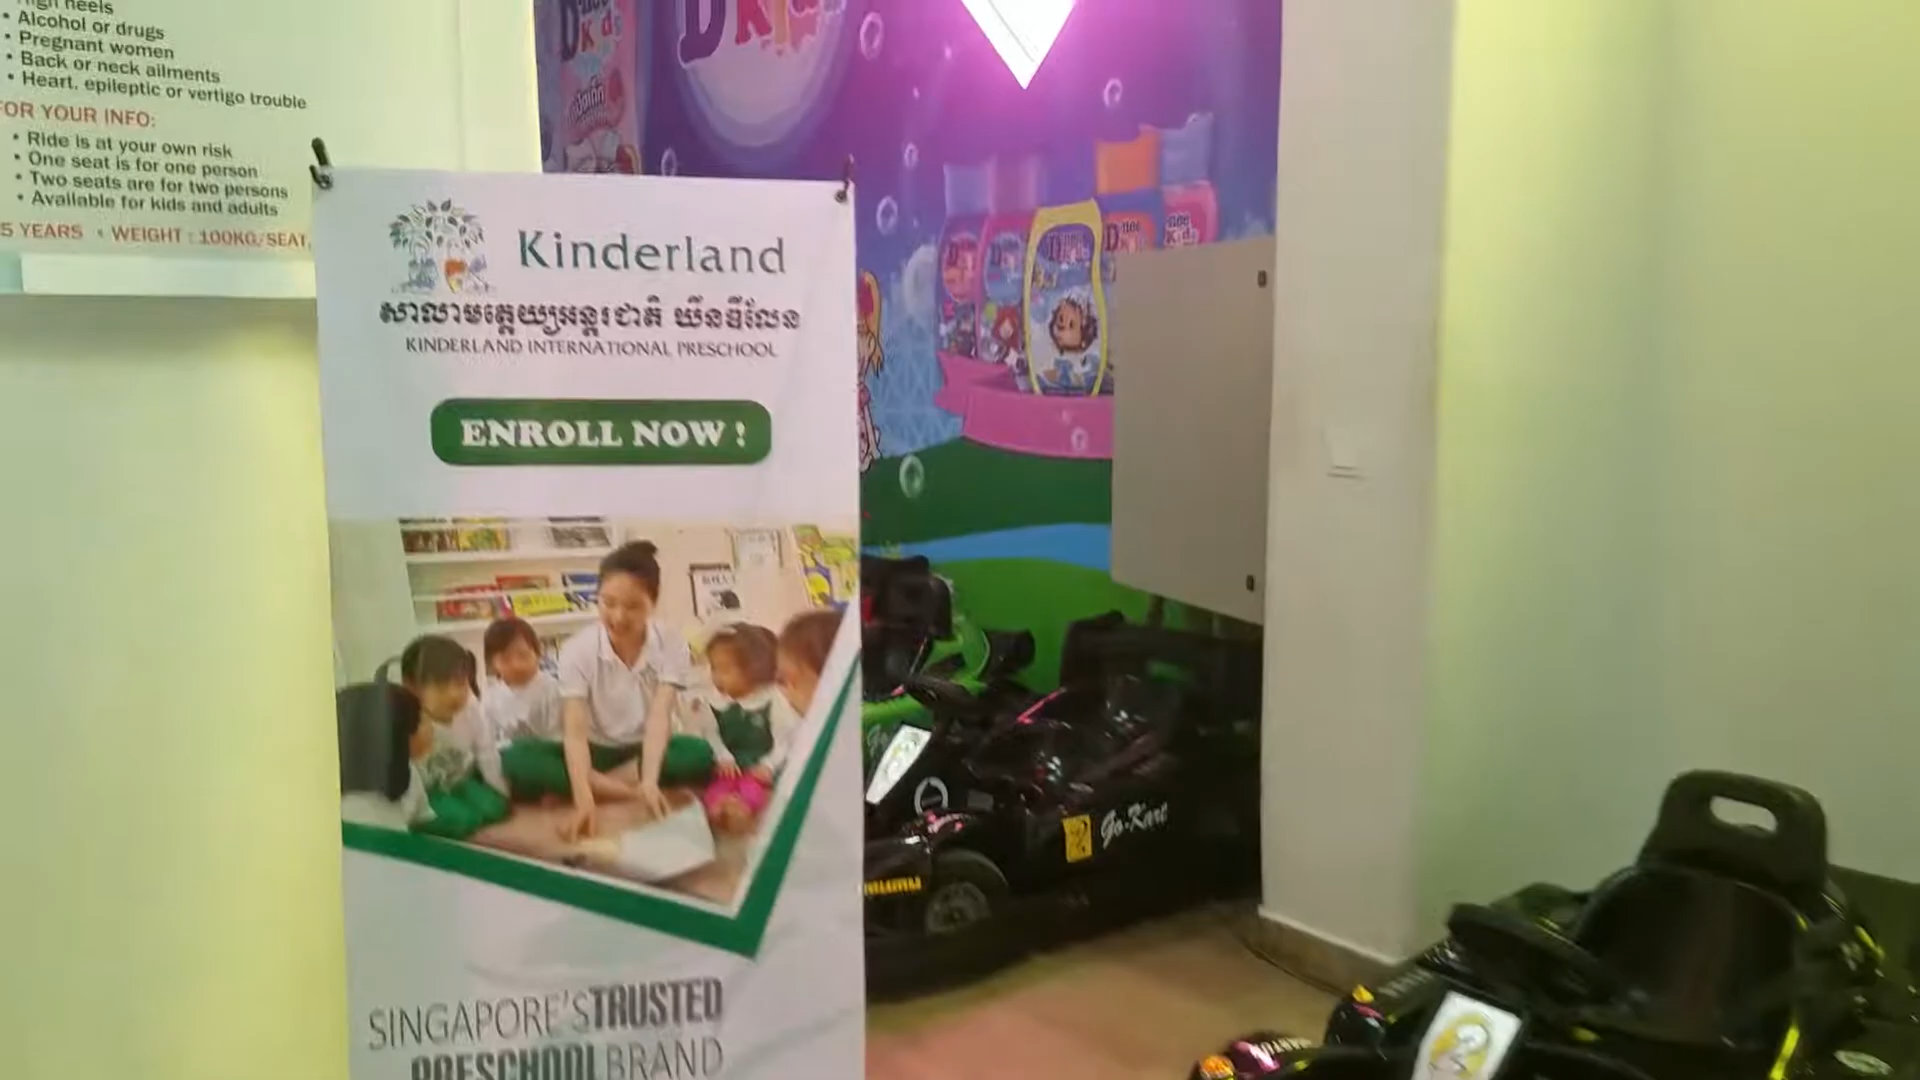 • Alcohol or drugs
• Pregnant women
• Back or neck ailments
• Heart, epileptic or vertigo trouble
FOR YOUR INFO:
• Ride is at your own risk
• One seat is for one person
• Two seats are for two persons
• Available for kids and adults
5 YEARS • WEIGHT : 100KG/SEAT
Kinderland
សាលាមត្តេយ្យអន្តរជាតិ ឃីនឌឺលែន
KINDERLAND INTERNATIONAL PRESCHOOL
ENROLL NOW !
SINGAPORE'S TRUSTED
PRESCHOOL BRAND
Go-Kart
2